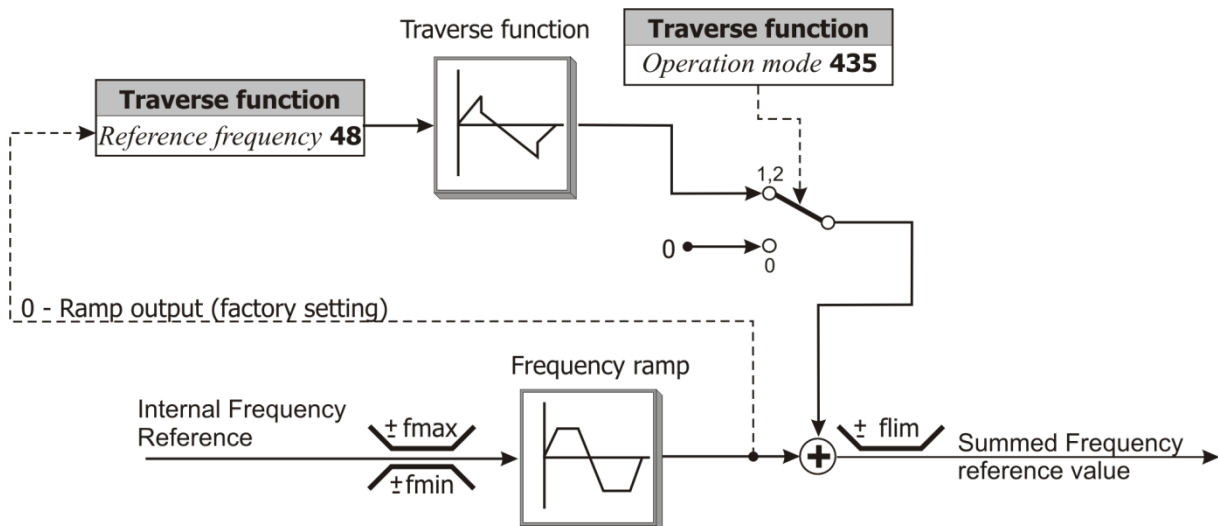 Traverse function
Traverse function
Operation mode 435
Traverse function
Reference frequency 48
1,2
0
0
0 - Ramp output (factory setting)
Frequency ramp
Internal Frequency
Reference
± fmax
± fmin
+
± flim
Summed Frequency
reference value